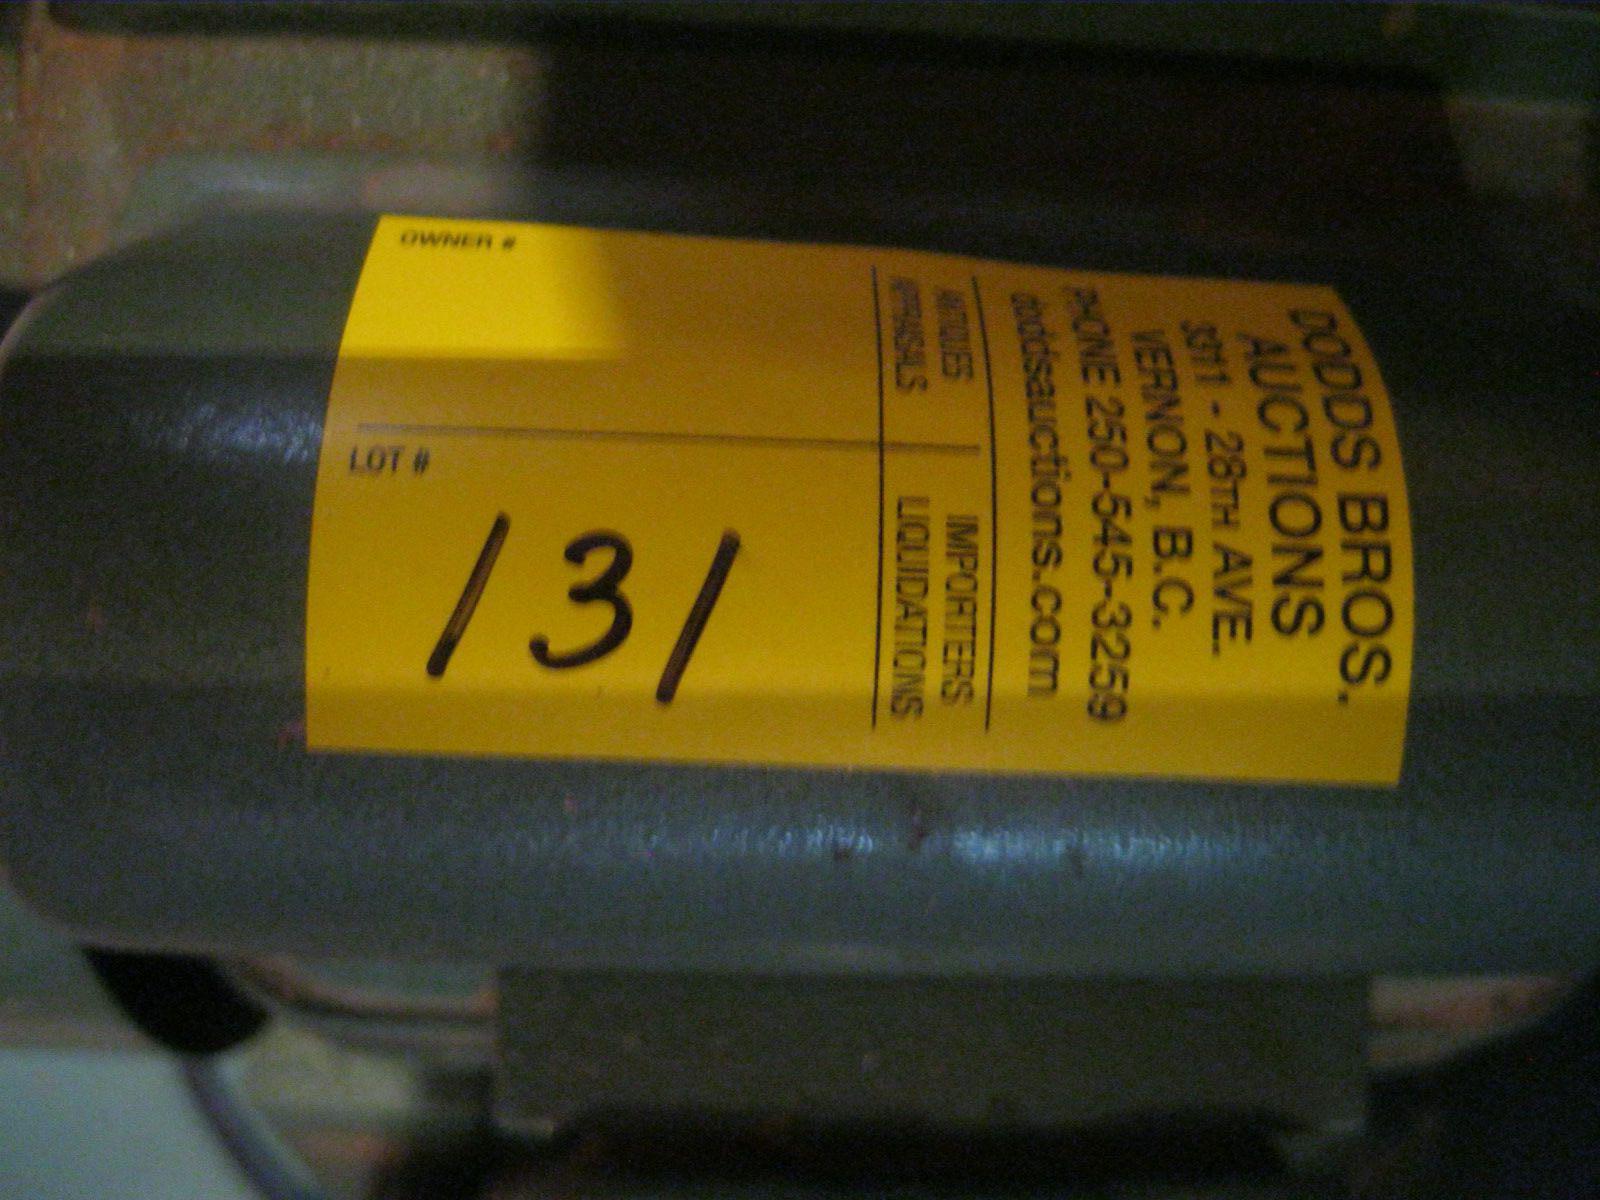 DODDS BROS.
AUCTIONS
3311 - 28TH AVE.
VERNON, B.C.
PHONE 250-545-3259
doddsauctions.com
ANTIQUES IMPORTERS
APPRAISALS LIQUIDATIONS
OWNER #
LOT #
131